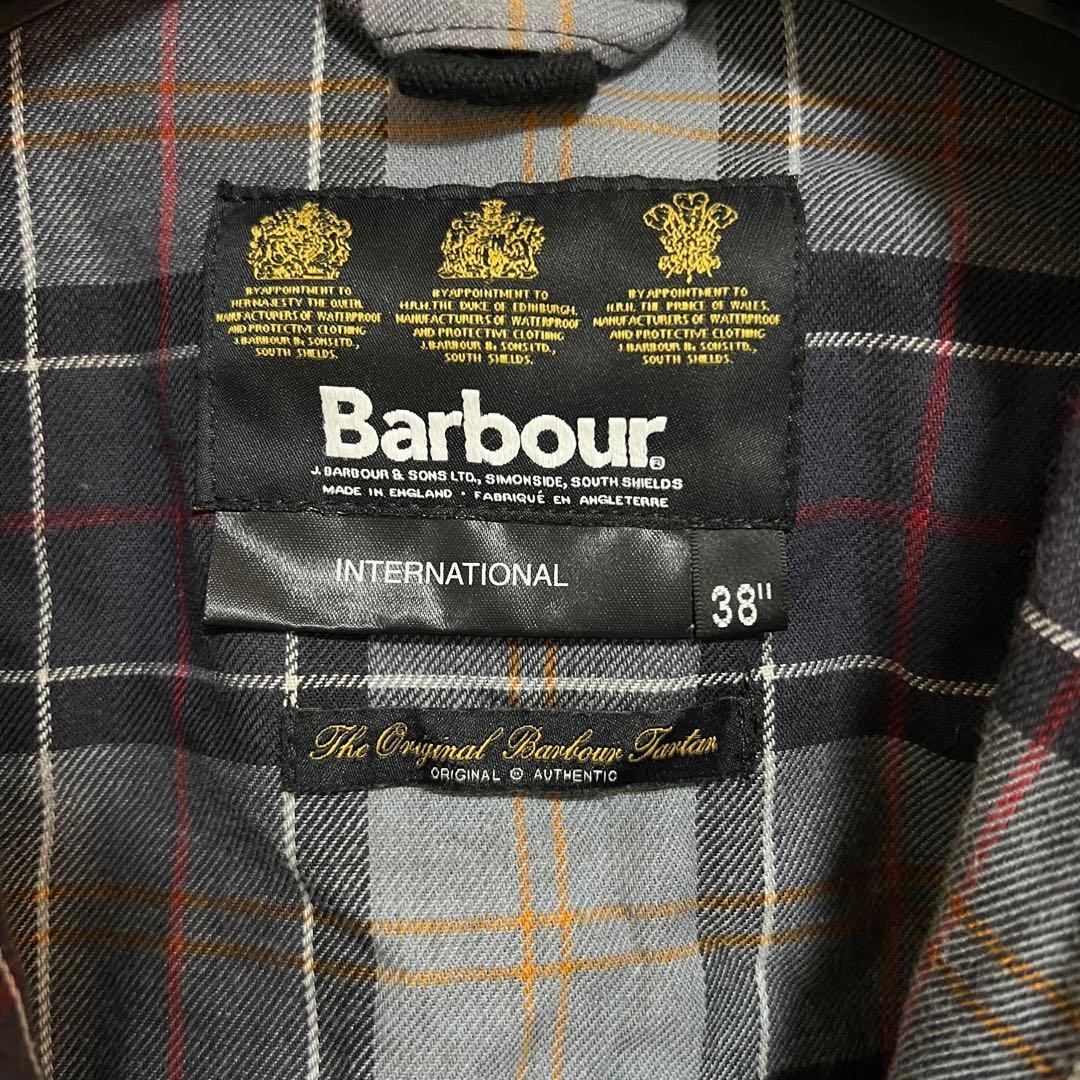 BY APPOINTMENT TO
HER MAJESTY THE QUEEN
MANUFACTURERS OF WATERPROOF
AND PROTECTIVE CLOTHING
J. BARBOUR & SONS LTD.,
SOUTH SHIELDS.
BY APPOINTMENT TO
H.R.H. THE DUKE OF EDINBURGH,
MANUFACTURERS OF WATERPROOF
AND PROTECTIVE CLOTHING
J. BARBOUR & SONS LTD.,
SOUTH SHIELDS.
BY APPOINTMENT TO
H.R.H. THE PRINCE OF WALES,
MANUFACTURERS OF WATERPROOF
AND PROTECTIVE CLOTHING
J. BARBOUR & SONS LTD.,
SOUTH SHIELDS.
Barbour®
J. BARBOUR & SONS LTD., SIMONSIDE, SOUTH SHIELDS
MADE IN ENGLAND · FABRIQUÉ EN ANGLETERRE
INTERNATIONAL
38"
The Original Barbour Tartan
ORIGINAL ® AUTHENTIC